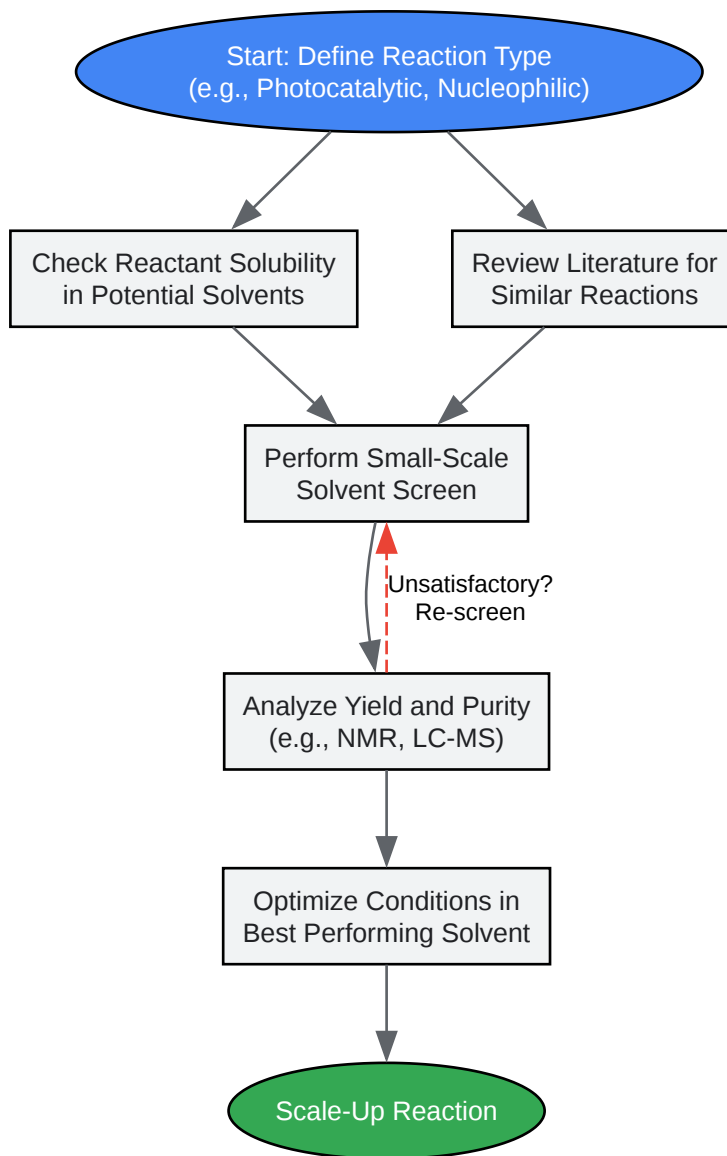 Start: Define Reaction Type
(e.g., Photocatalytic, Nucleophilic)
Check Reactant Solubility
in Potential Solvents
Review Literature for
Similar Reactions
Perform Small-Scale
Solvent Screen
Unsatisfactory?
Re-screen
Analyze Yield and Purity
(e.g., NMR, LC-MS)
Optimize Conditions in
Best Performing Solvent
Scale-Up Reaction